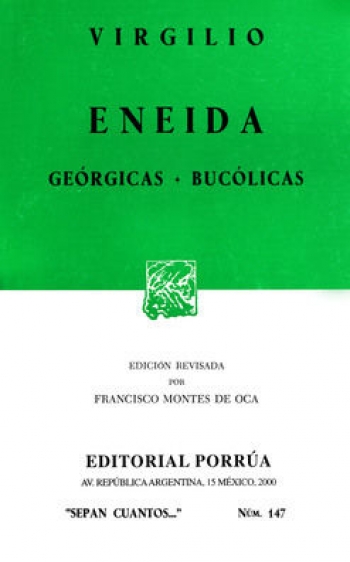 VIRGILIO
ENEIDA
GEÓRGICAS • BUCÓLICAS
EDICIÓN REVISADA
POR
FRANCISCO MONTES DE OCA
EDITORIAL PORRÚA
AV. REPÚBLICA ARGENTINA, 15 MÉXICO, 2000
"SEPAN CUANTOS..." NÚM. 147